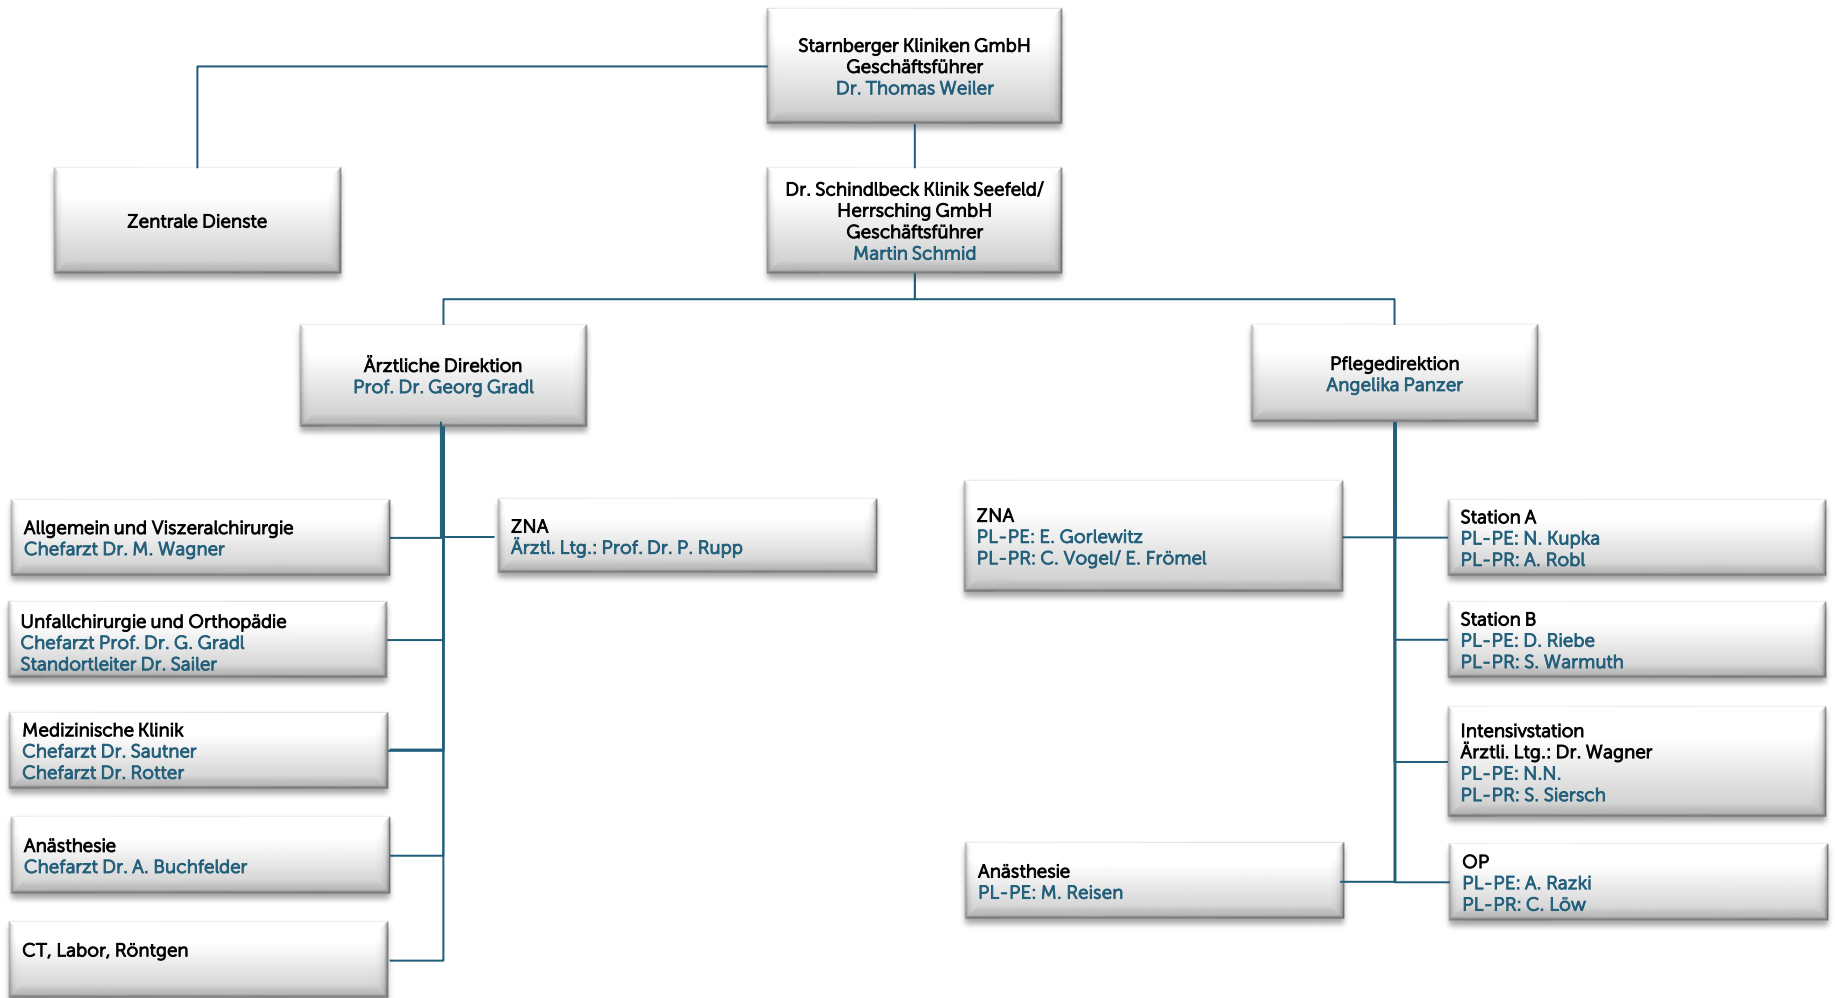 Starnberger Kliniken GmbH
Geschäftsführer
Dr. Thomas Weiler
Zentrale Dienste
Dr. Schindlbeck Klinik Seefeld/
Herrsching GmbH
Geschäftsführer
Martin Schmid
Ärztliche Direktion
Prof. Dr. Georg Gradl
Pflegedirektion
Angelika Panzer
Allgemein und Viszeralchirurgie
Chefarzt Dr. M. Wagner
Unfallchirurgie und Orthopädie
Chefarzt Prof. Dr. G. Gradl
Standortleiter Dr. Sailer
Medizinische Klinik
Chefarzt Dr. Sautner
Chefarzt Dr. Rotter
Anästhesie
Chefarzt Dr. A. Buchfelder
CT, Labor, Röntgen
ZNA
Ärztl. Ltg.: Prof. Dr. P. Rupp
ZNA
PL-PE: E. Gorlewitz
PL-PR: C. Vogel/ E. Frömel
Anästhesie
PL-PE: M. Reisen
Station A
PL-PE: N. Kupka
PL-PR: A. Robl
Station B
PL-PE: D. Riebe
PL-PR: S. Warmuth
Intensivstation
Ärztli. Ltg.: Dr. Wagner
PL-PE: N.N.
PL-PR: S. Siersch
OP
PL-PE: A. Razki
PL-PR: C. Löw